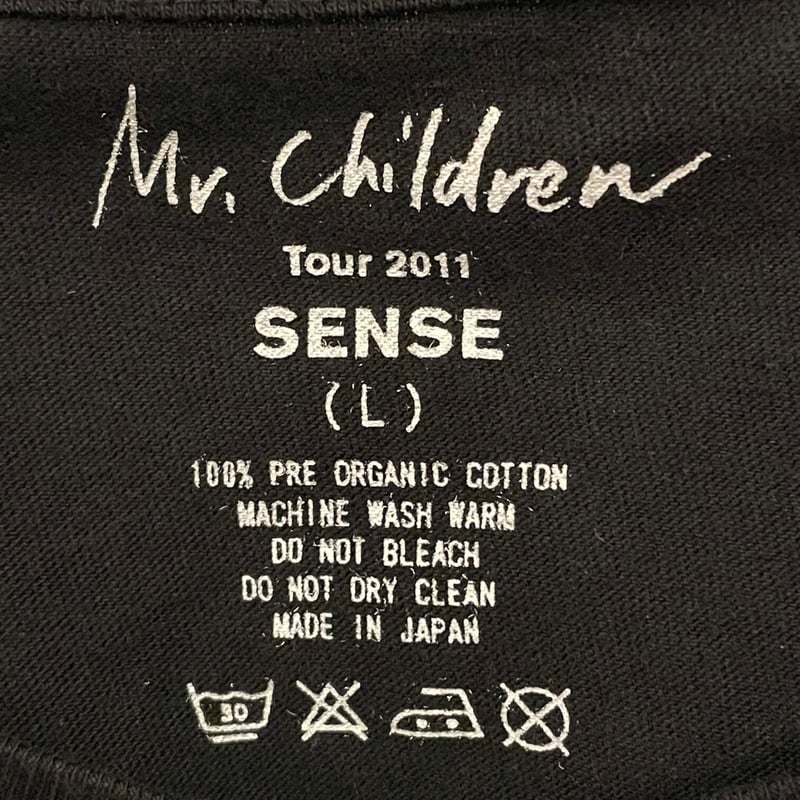 Mr. Children
Tour 2011
SENSE
(L)
100% PRE ORGANIC COTTON
MACHINE WASH WARM
DO NOT BLEACH
DO NOT DRY CLEAN
MADE IN JAPAN
30